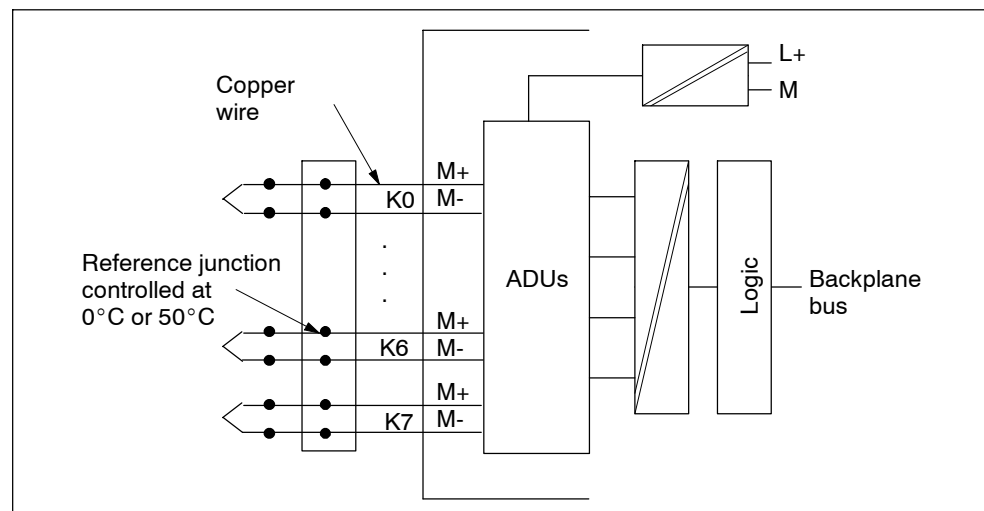 L+
M
Copper
wire
M+
K0
M-
.
.
.
.
Reference junction
controlled at
0°C or 50°C
ADUs
Logic
Backplane
bus
M+
K6
M-
M+
K7
M-